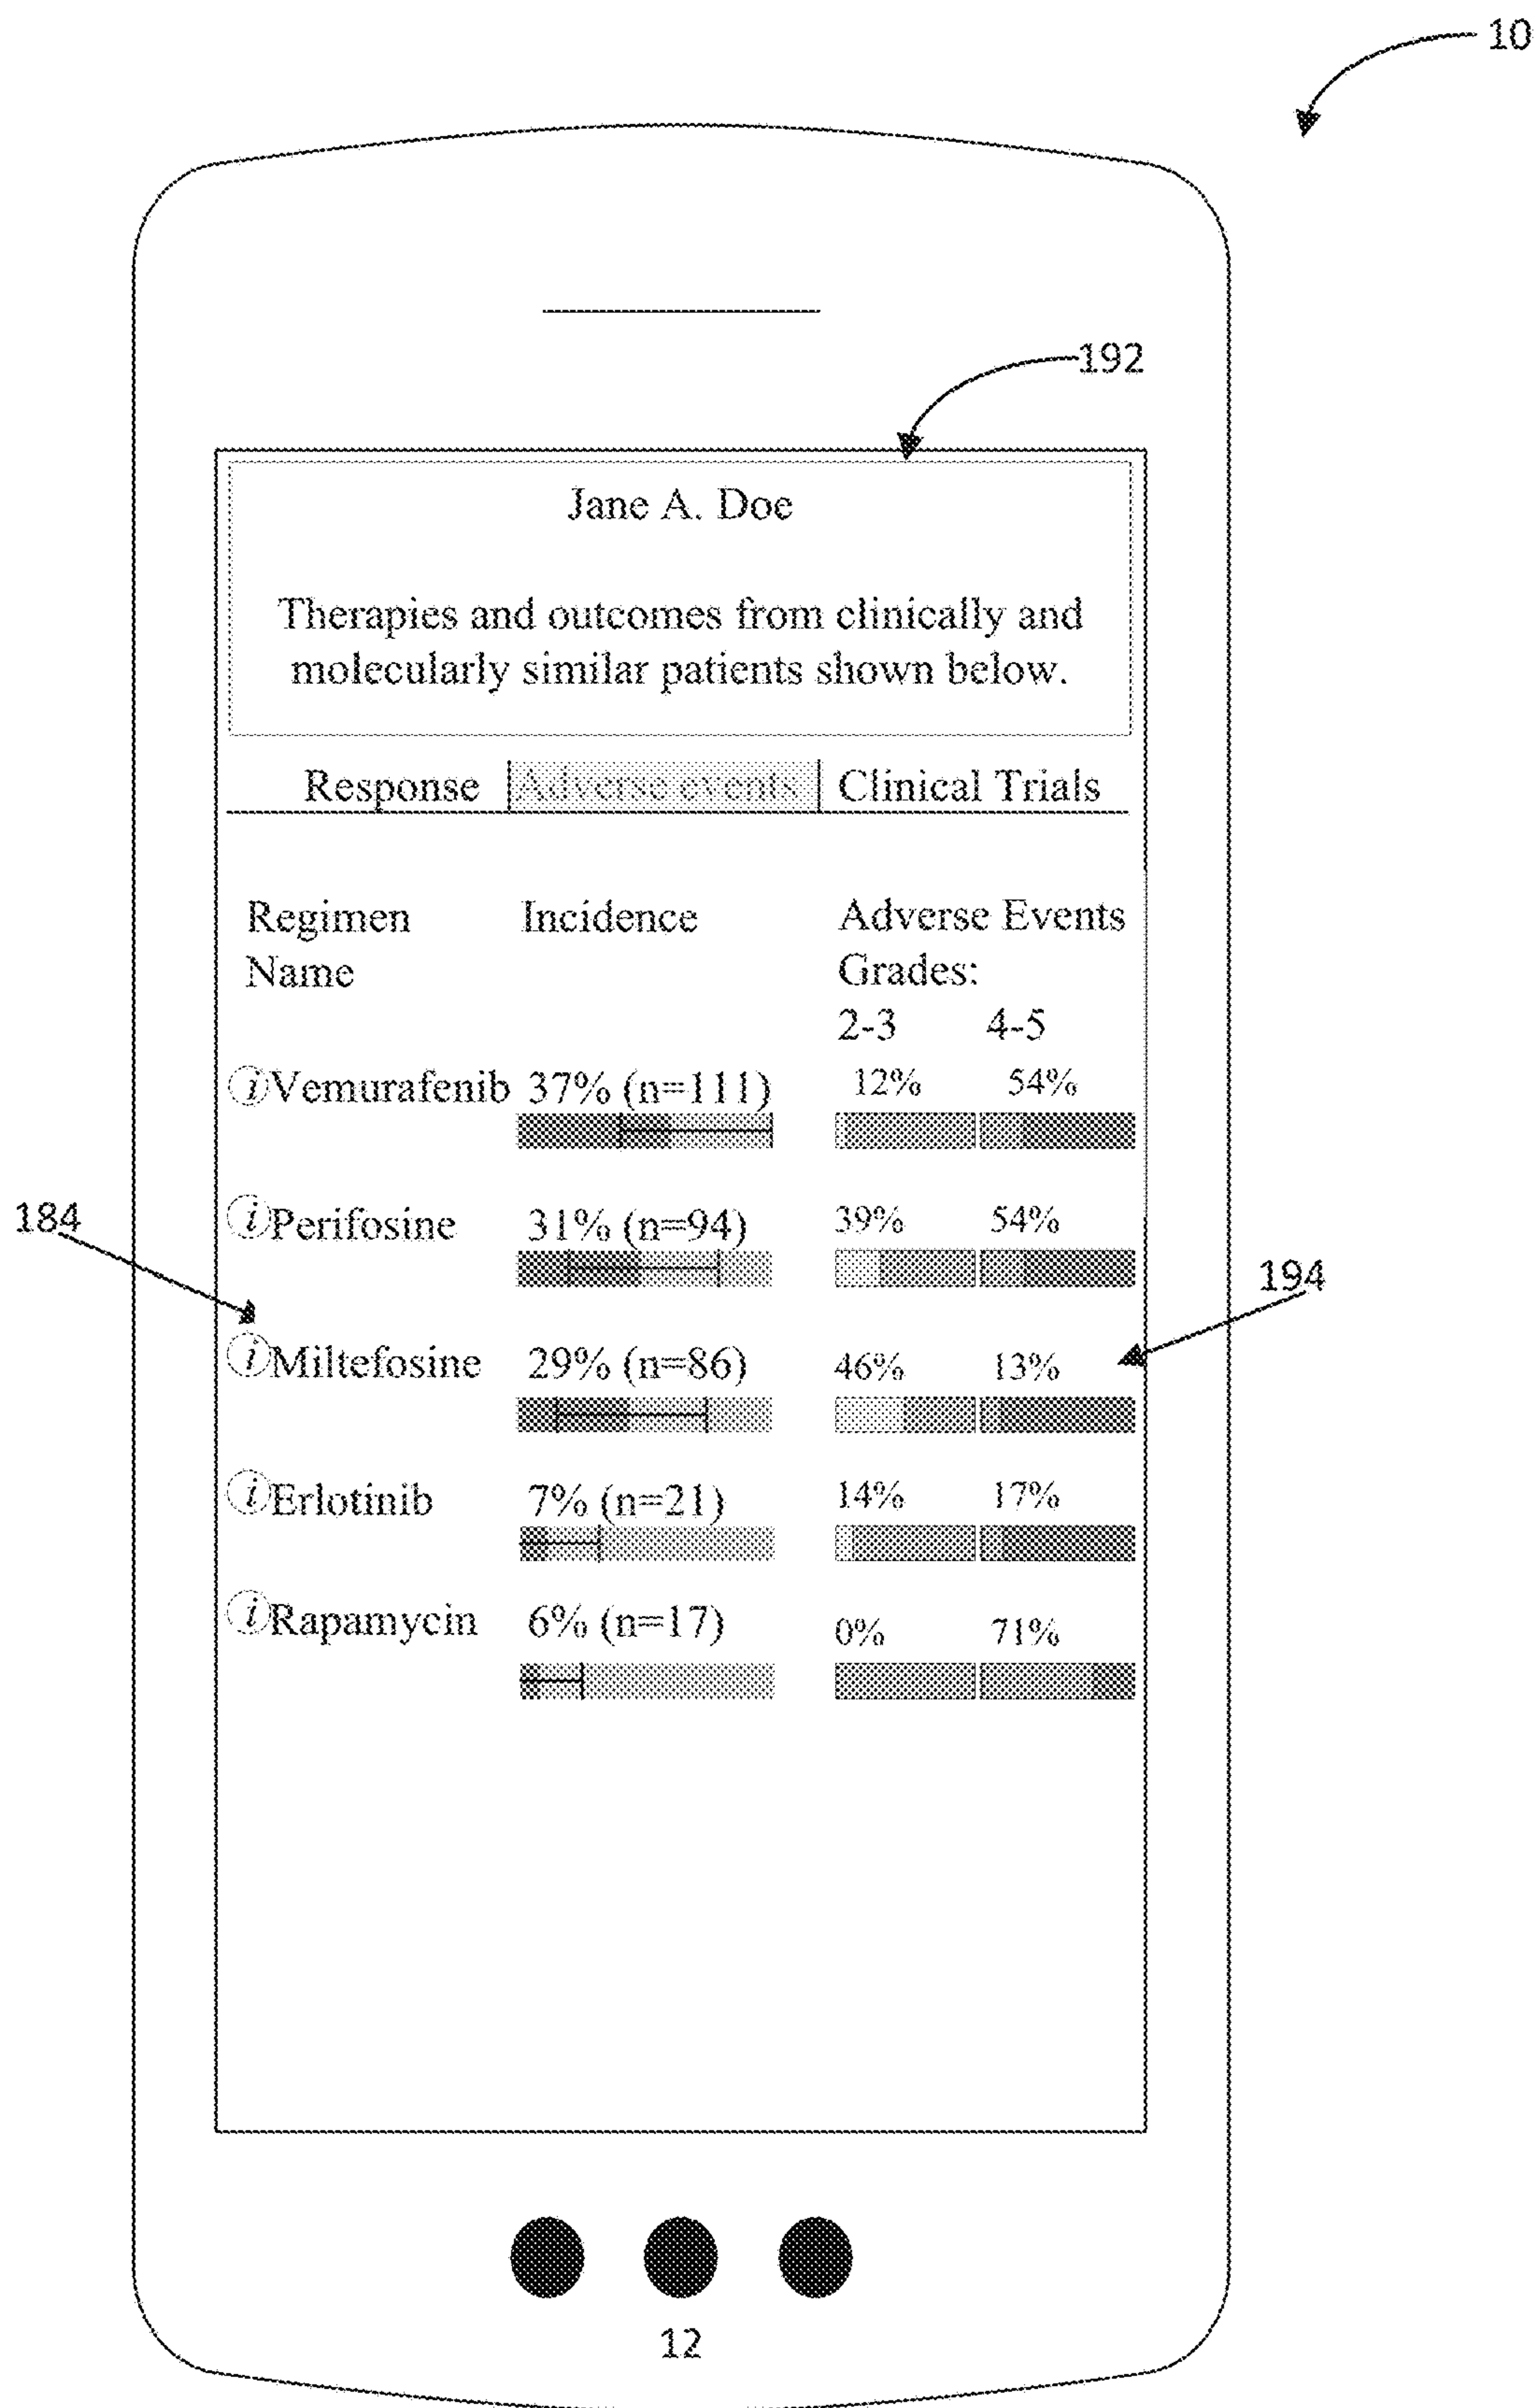 10
192
Jane A. Doe
Therapies and outcomes from clinically and
molecularly similar patients shown below.
Response Adverse events Clinical Trials
Regimen Name Incidence Adverse Events Grades:
2-3 4-5
i Vemurafenib 37% (n=111) 12% 54%
184
i Perifosine 31% (n=94) 39% 54%
194
i Miltefosine 29% (n=86) 46% 13%
i Erlotinib 7% (n=21) 14% 17%
i Rapamycin 6% (n=17) 0% 71%
12